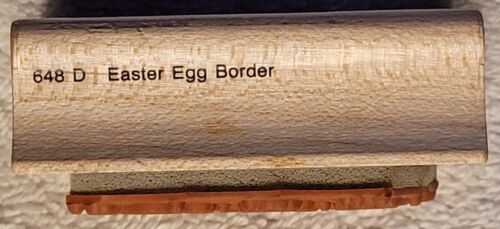 648 D Easter Egg Border